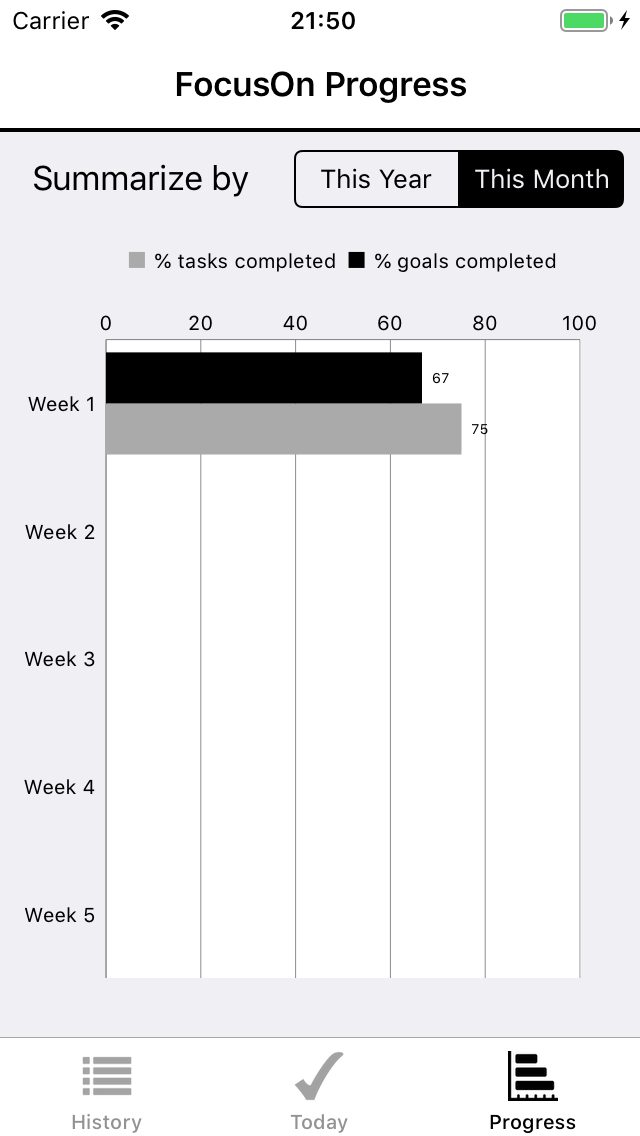 Carrier 21:50
FocusOn Progress
Summarize by This Year This Month
% tasks completed % goals completed
0 20 40 60 80 100
67
Week 1
75
Week 2
Week 3
Week 4
Week 5
History Today Progress